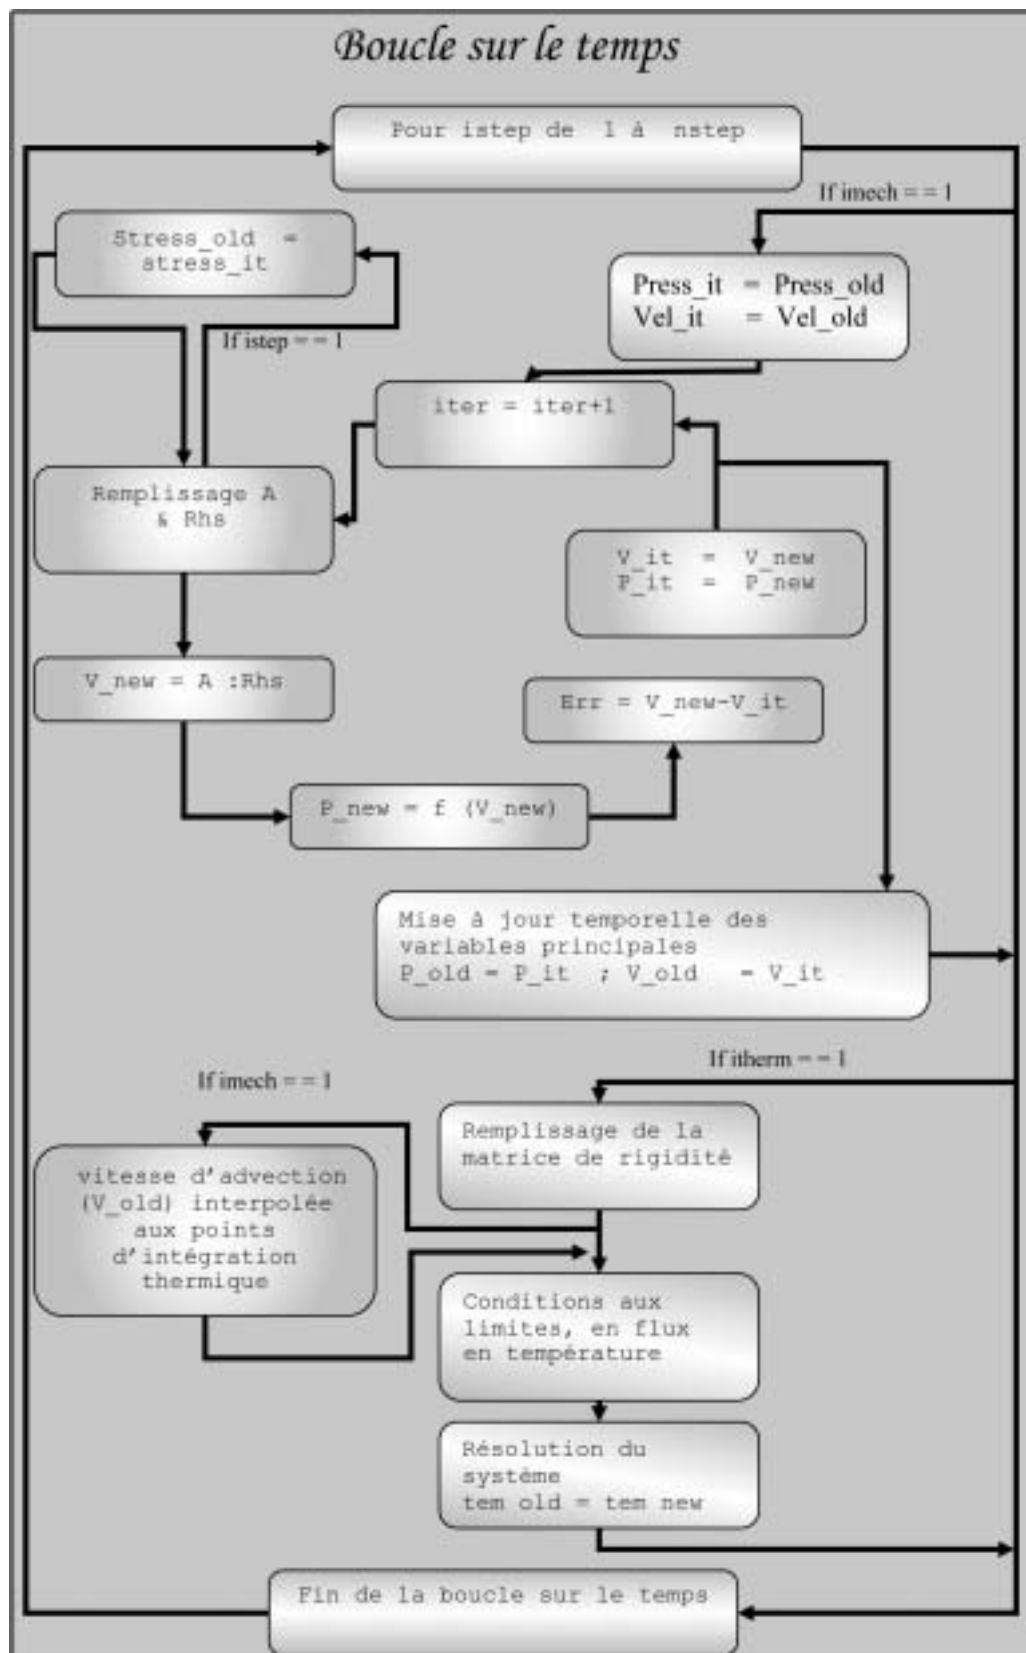 Boucle sur le temps
Pour istep de 1 à nstep
If imech = = 1
Stress_old =
stress_it
Press_it = Press_old
Vel_it = Vel_old
If istep = = 1
iter = iter+1
Remplissage A
& Rhs
V_it = V_new
P_it = P_new
V_new = A :Rhs
Err = V_new-V_it
P_new = f (V_new)
Mise à jour temporelle des
variables principales
P_old = P_it ; V_old = V_it
If itherm = = 1
If imech = = 1
Remplissage de la
matrice de rigidité
vitesse d'advection
(V_old) interpolée
aux points
d'intégration
thermique
Conditions aux
limites, en flux
en température
Résolution du
système
tem old = tem new
Fin de la boucle sur le temps